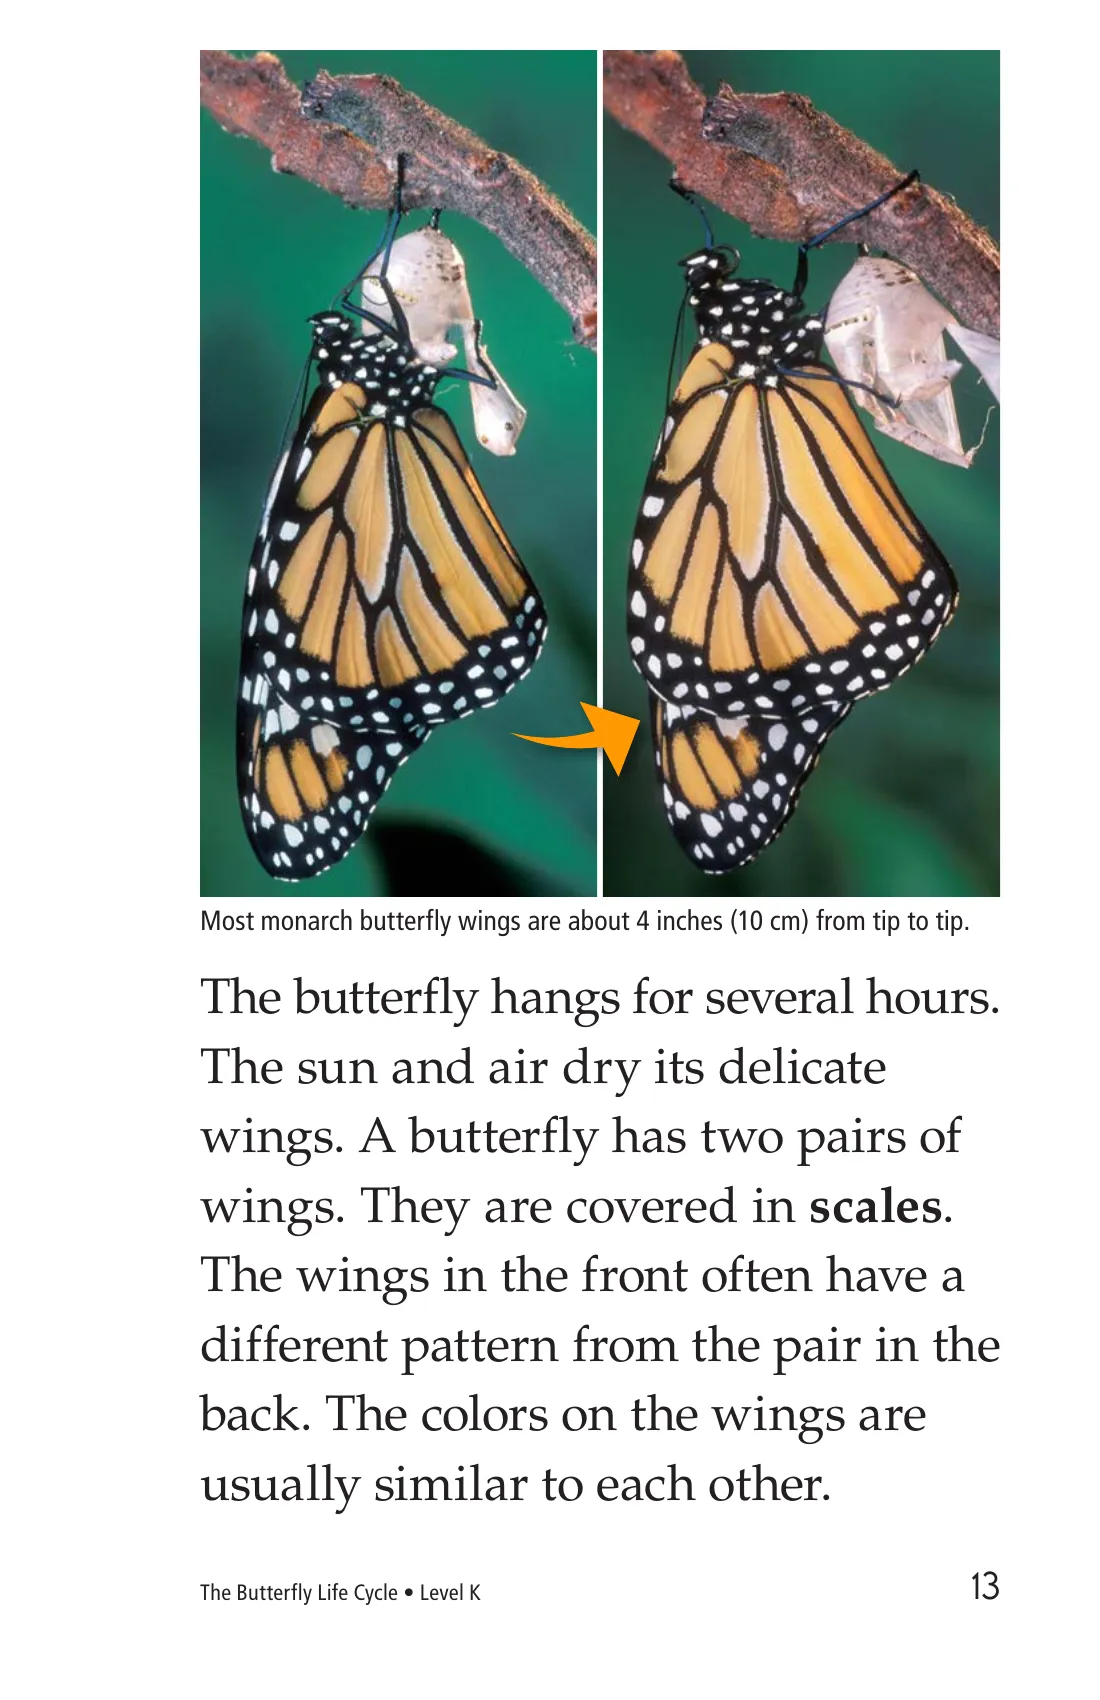 Most monarch butterfly wings are about 4 inches (10 cm) from tip to tip.
The butterfly hangs for several hours.
The sun and air dry its delicate
wings. A butterfly has two pairs of
wings. They are covered in scales.
The wings in the front often have a
different pattern from the pair in the
back. The colors on the wings are
usually similar to each other.
The Butterfly Life Cycle • Level K
13